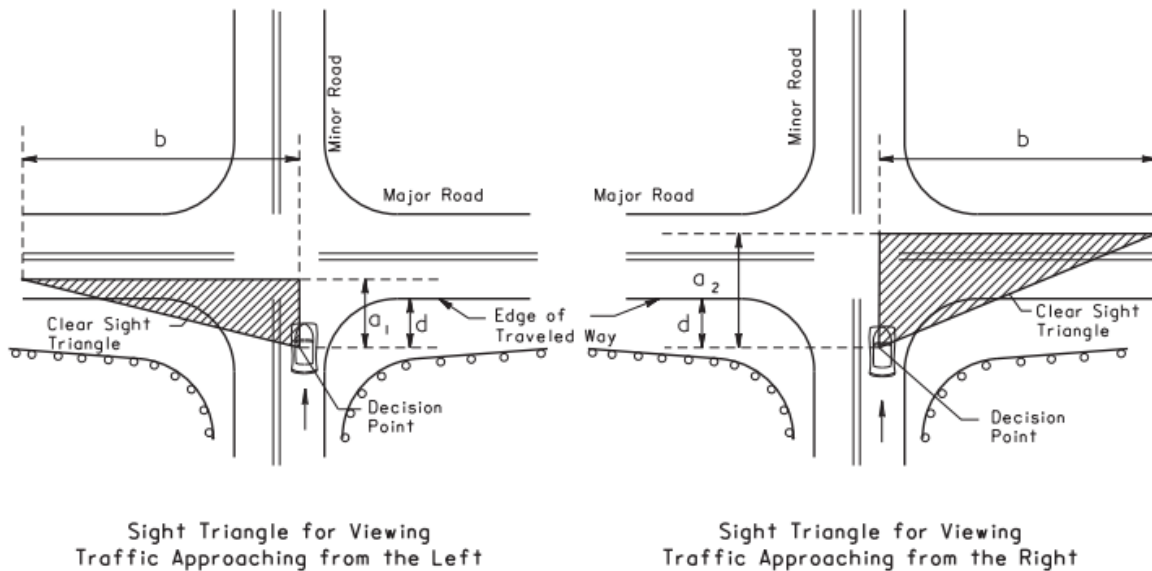 b
Minor Road
Major Road
Clear Sight
Triangle
a1
d
Edge of
Traveled Way
Decision
Point
Sight Triangle for Viewing
Traffic Approaching from the Left
b
Minor Road
Major Road
a2
d
Clear Sight
Triangle
Decision
Point
Sight Triangle for Viewing
Traffic Approaching from the Right